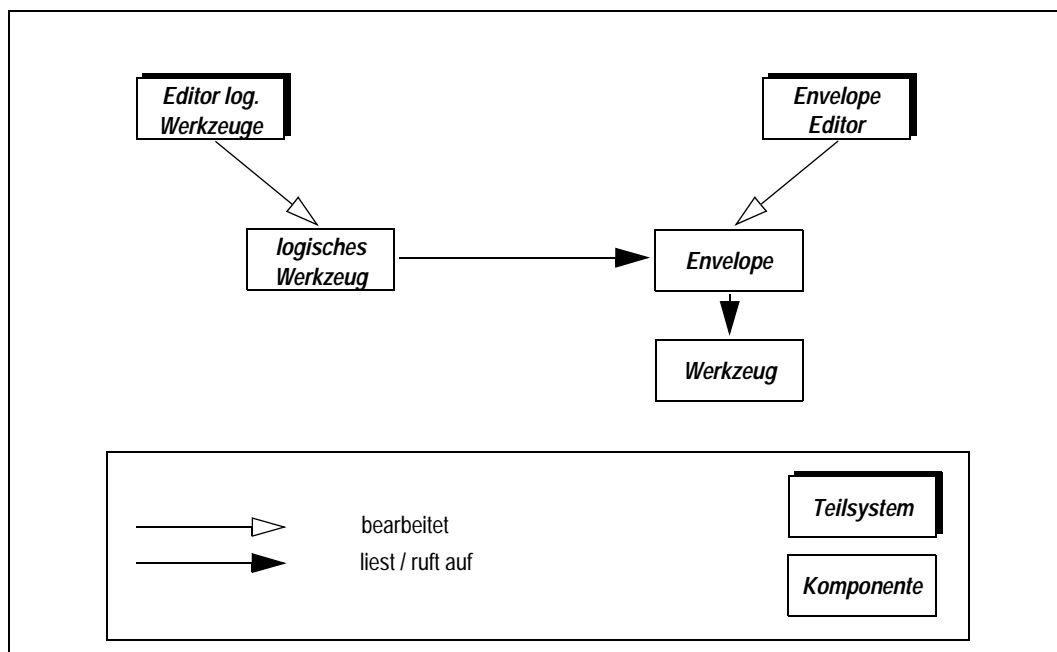 Editor log.
Werkzeuge
Envelope
Editor
logisches
Werkzeug
Envelope
Werkzeug
bearbeitet
liest / ruft auf
Teilsystem
Komponente